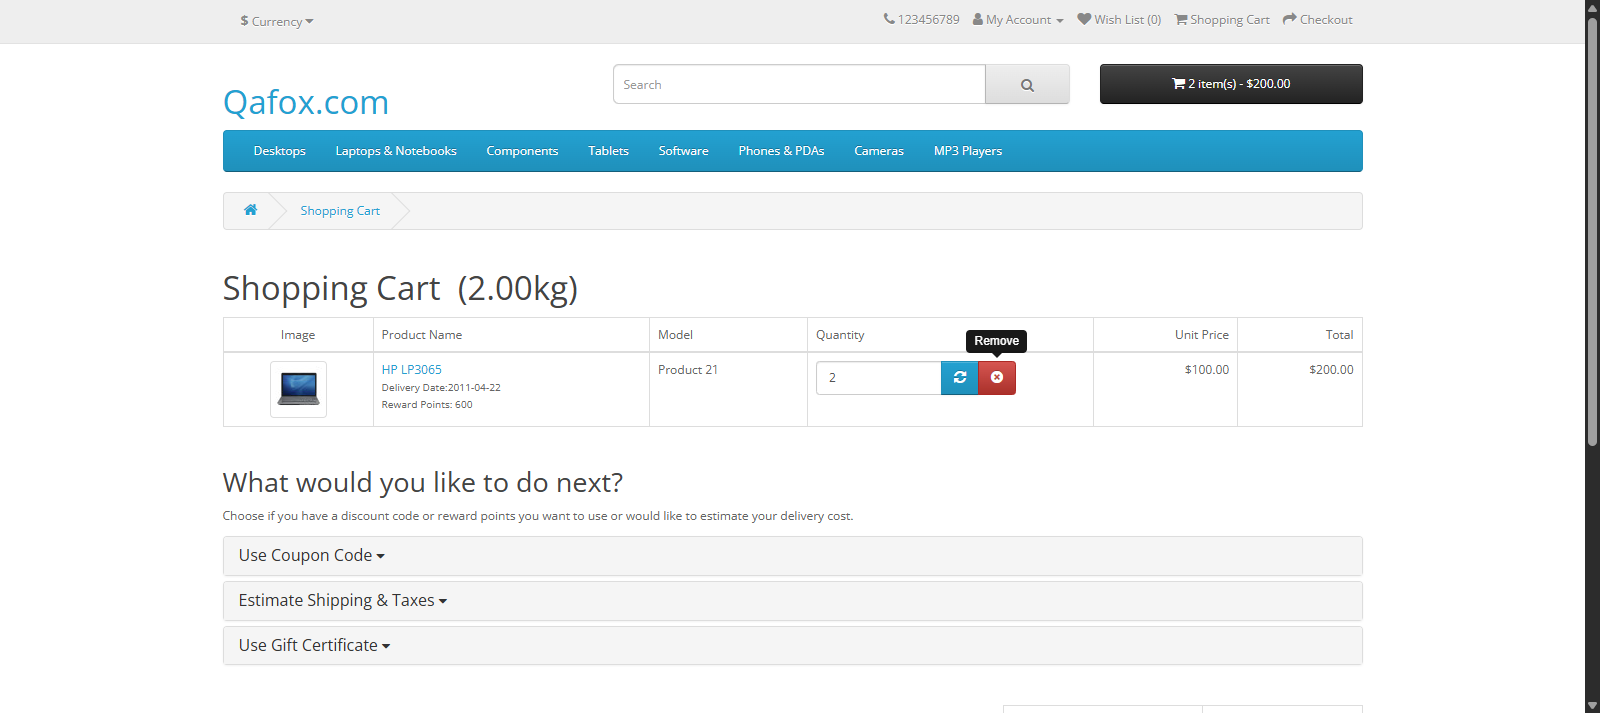 $ Currency
123456789 My Account Wish List (0) Shopping Cart Checkout
Qafox.com
Search
2 item(s) - $200.00
Desktops Laptops & Notebooks Components Tablets Software Phones & PDAs Cameras MP3 Players
Shopping Cart
Shopping Cart (2.00kg)
Remove
Image Product Name Model Quantity Unit Price Total
HP LP3065 Product 21 2 $100.00 $200.00
Delivery Date:2011-04-22
Reward Points: 600
What would you like to do next?
Choose if you have a discount code or reward points you want to use or would like to estimate your delivery cost.
Use Coupon Code
Estimate Shipping & Taxes
Use Gift Certificate